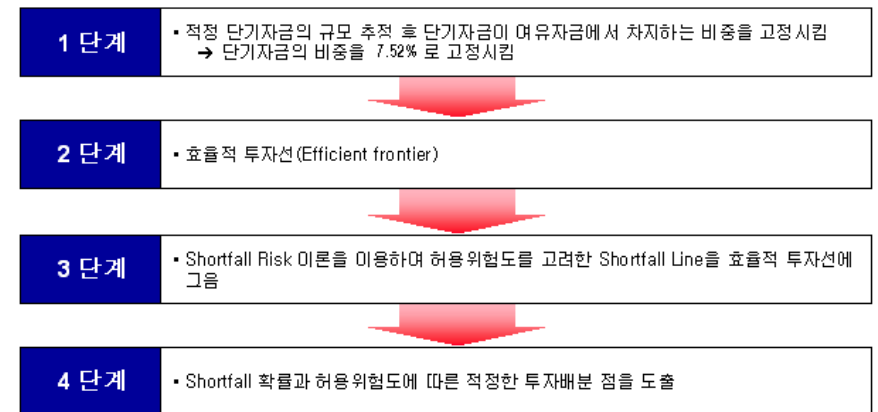 1 단계
▪ 적정 단기자금의 규모 추정 후 단기자금이 여유자금에서 차지하는 비중을 고정시킴
→ 단기자금의 비중을 7.52% 로 고정시킴
2 단계
▪ 효율적 투자선(Efficient frontier)
3 단계
▪ Shortfall Risk 이론을 이용하여 허용위험도를 고려한 Shortfall Line을 효율적 투자선에
그음
4 단계
▪ Shortfall 확률과 허용위험도에 따른 적정한 투자배분 점을 도출